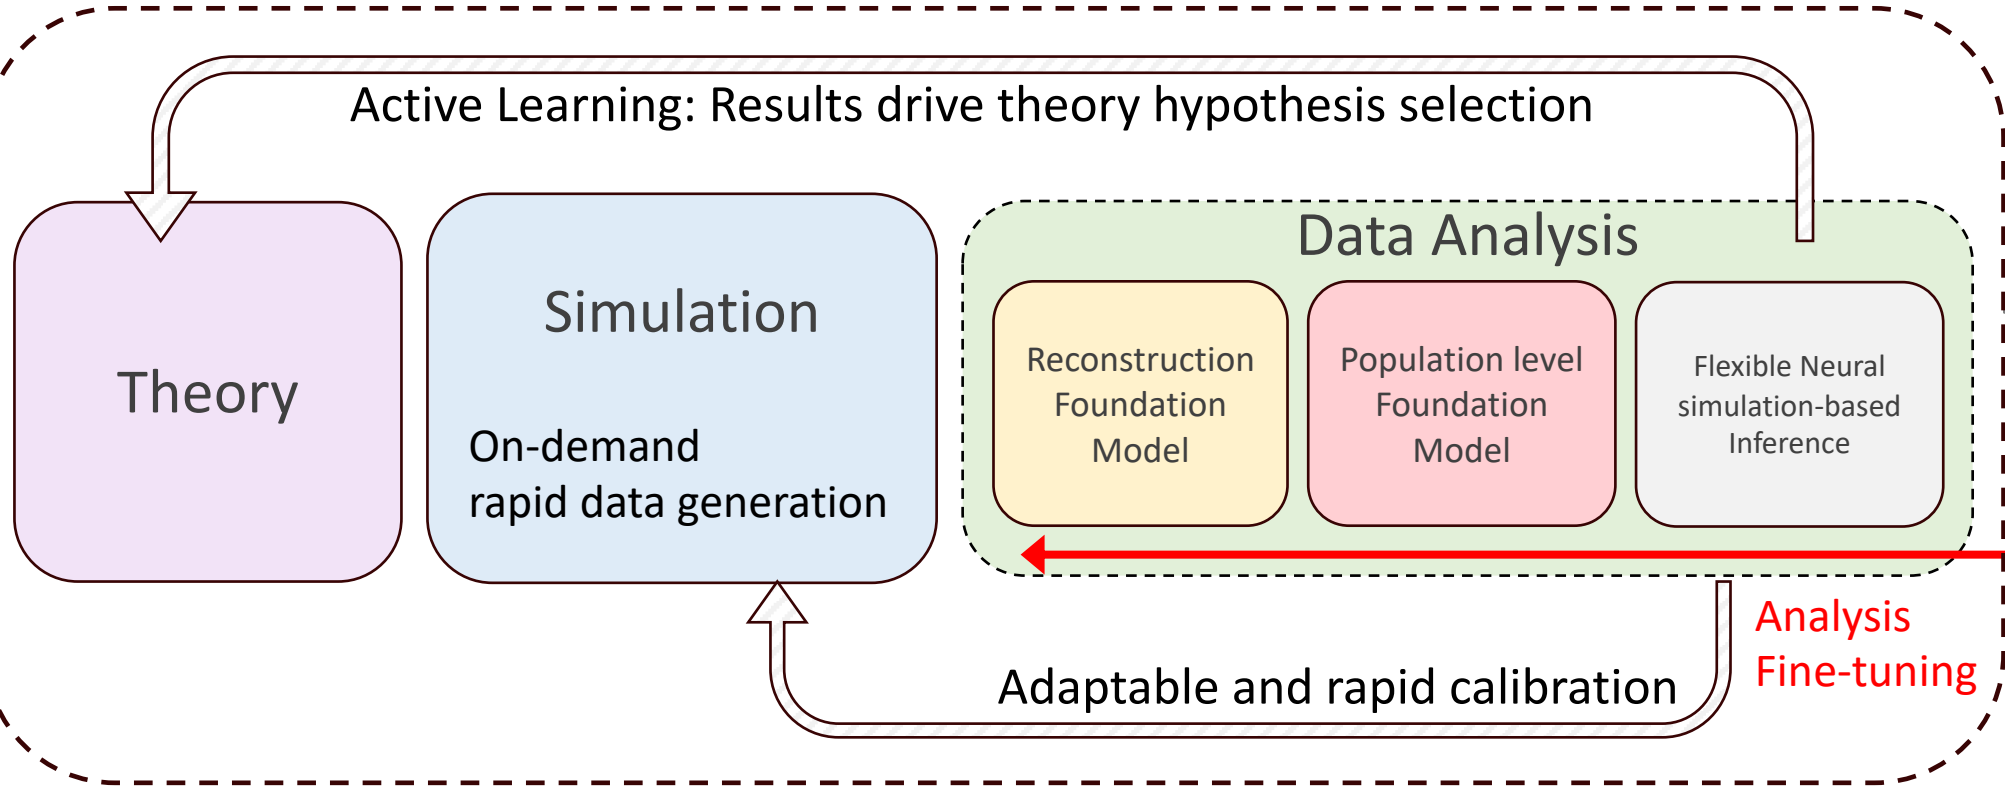 Active Learning: Results drive theory hypothesis selection
Theory
Simulation
On-demand
rapid data generation
Data Analysis
Reconstruction
Foundation
Model
Population level
Foundation
Model
Flexible Neural
simulation-based
Inference
Analysis
Fine-tuning
Adaptable and rapid calibration